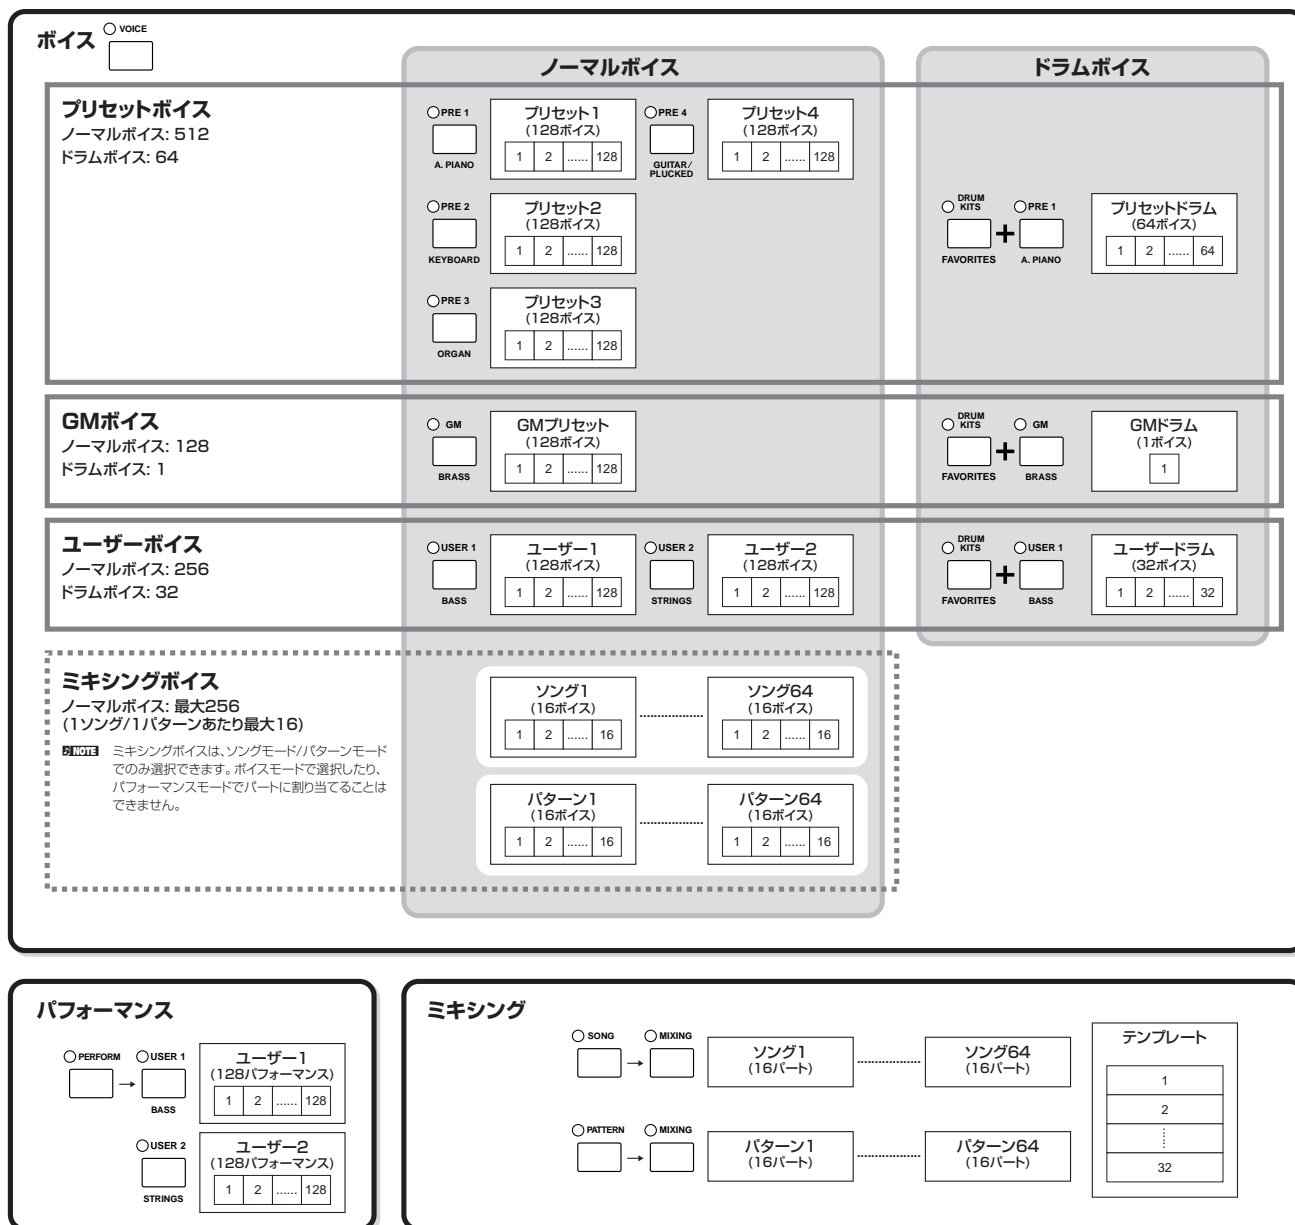 ボイス
VOICE
ノーマルボイス
ドラムボイス
プリセットボイス
ノーマルボイス: 512
ドラムボイス: 64
PRE 1
A. PIANO
プリセット1
(128ボイス)
1 2 ...... 128
PRE 4
GUITAR/
PLUCKED
プリセット4
(128ボイス)
1 2 ...... 128
PRE 2
KEYBOARD
プリセット2
(128ボイス)
1 2 ...... 128
PRE 3
ORGAN
プリセット3
(128ボイス)
1 2 ...... 128
DRUM
KITS
FAVORITES
+
PRE 1
A. PIANO
プリセットドラム
(64ボイス)
1 2 ...... 64
GMボイス
ノーマルボイス: 128
ドラムボイス: 1
GM
BRASS
GMプリセット
(128ボイス)
1 2 ...... 128
DRUM
KITS
FAVORITES
+
GM
BRASS
GMドラム
(1ボイス)
1
ユーザーボイス
ノーマルボイス: 256
ドラムボイス: 32
USER 1
BASS
ユーザー1
(128ボイス)
1 2 ...... 128
USER 2
STRINGS
ユーザー2
(128ボイス)
1 2 ...... 128
DRUM
KITS
FAVORITES
+
USER 1
BASS
ユーザードラム
(32ボイス)
1 2 ...... 32
ミキシングボイス
ノーマルボイス: 最大256
(1ソング/1パターンあたり最大16)
NOTE ミキシングボイスは、ソングモード/パターンモード
でのみ選択できます。ボイスモードで選択したり、
パフォーマンスモードでパートに割り当てることは
できません。
ソング1
(16ボイス)
1 2 ...... 16
ソング64
(16ボイス)
1 2 ...... 16
パターン1
(16ボイス)
1 2 ...... 16
パターン64
(16ボイス)
1 2 ...... 16
パフォーマンス
PERFORM
→
USER 1
BASS
ユーザー1
(128パフォーマンス)
1 2 ...... 128
USER 2
STRINGS
ユーザー2
(128パフォーマンス)
1 2 ...... 128
ミキシング
SONG
→
MIXING
ソング1
(16パート)
ソング64
(16パート)
PATTERN
→
MIXING
パターン1
(16パート)
パターン64
(16パート)
テンプレート
1
2
32